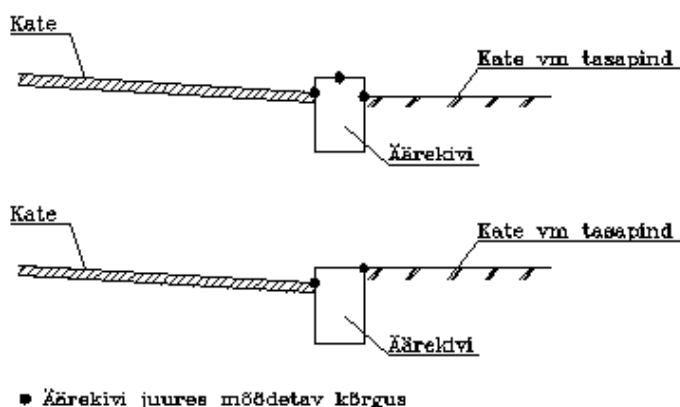 Kate
Kate vm tasapind
Äärekivi
Kate
Kate vm tasapind
Äärekivi
● Äärekivi juures mõõdetav kõrgus